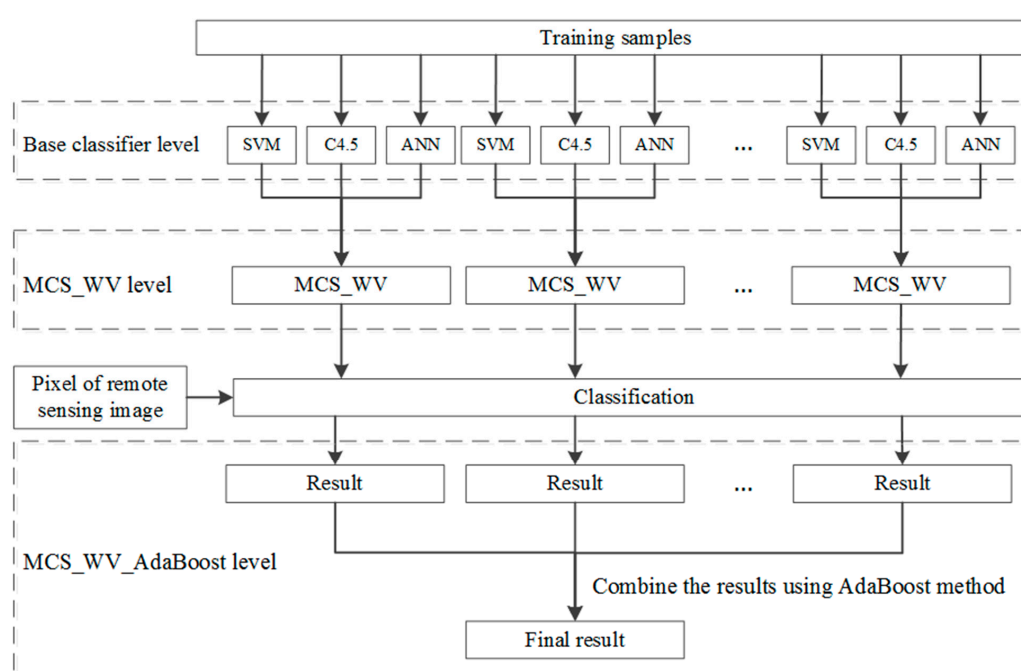 Training samples
Base classifier level
SVM C4.5 ANN SVM C4.5 ANN ... SVM C4.5 ANN
MCS_WV level
MCS_WV MCS_WV ... MCS_WV
Pixel of remote
sensing image
Classification
Result Result ... Result
MCS_WV_AdaBoost level
Combine the results using AdaBoost method
Final result